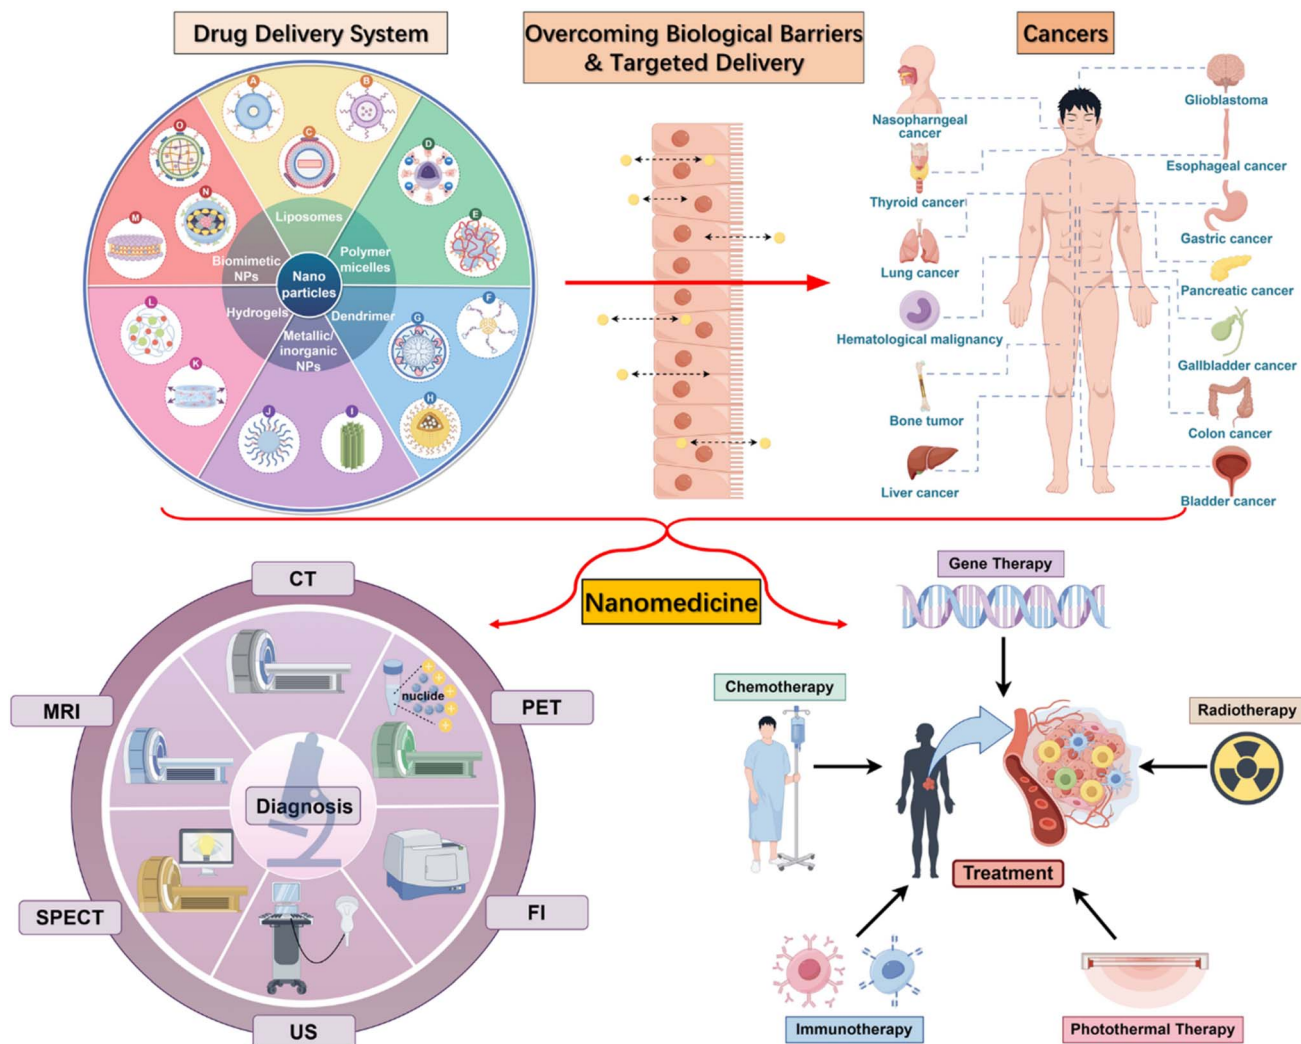 Drug Delivery System
Overcoming Biological Barriers
& Targeted Delivery
Cancers
A
B
C
D
E
F
G
H
I
J
K
L
M
N
O
Liposomes
Polymer
micelles
Dendrimer
Metallic/
inorganic
NPs
Hydrogels
Biomimetic
NPs
Nano
particles
Nasopharngeal
cancer
Thyroid cancer
Lung cancer
Hematological malignancy
Bone tumor
Liver cancer
Glioblastoma
Esophageal cancer
Gastric cancer
Pancreatic cancer
Gallbladder cancer
Colon cancer
Bladder cancer
Nanomedicine
CT
MRI
PET
nuclide
Diagnosis
SPECT
FI
US
Gene Therapy
Chemotherapy
Radiotherapy
Treatment
Immunotherapy
Photothermal Therapy